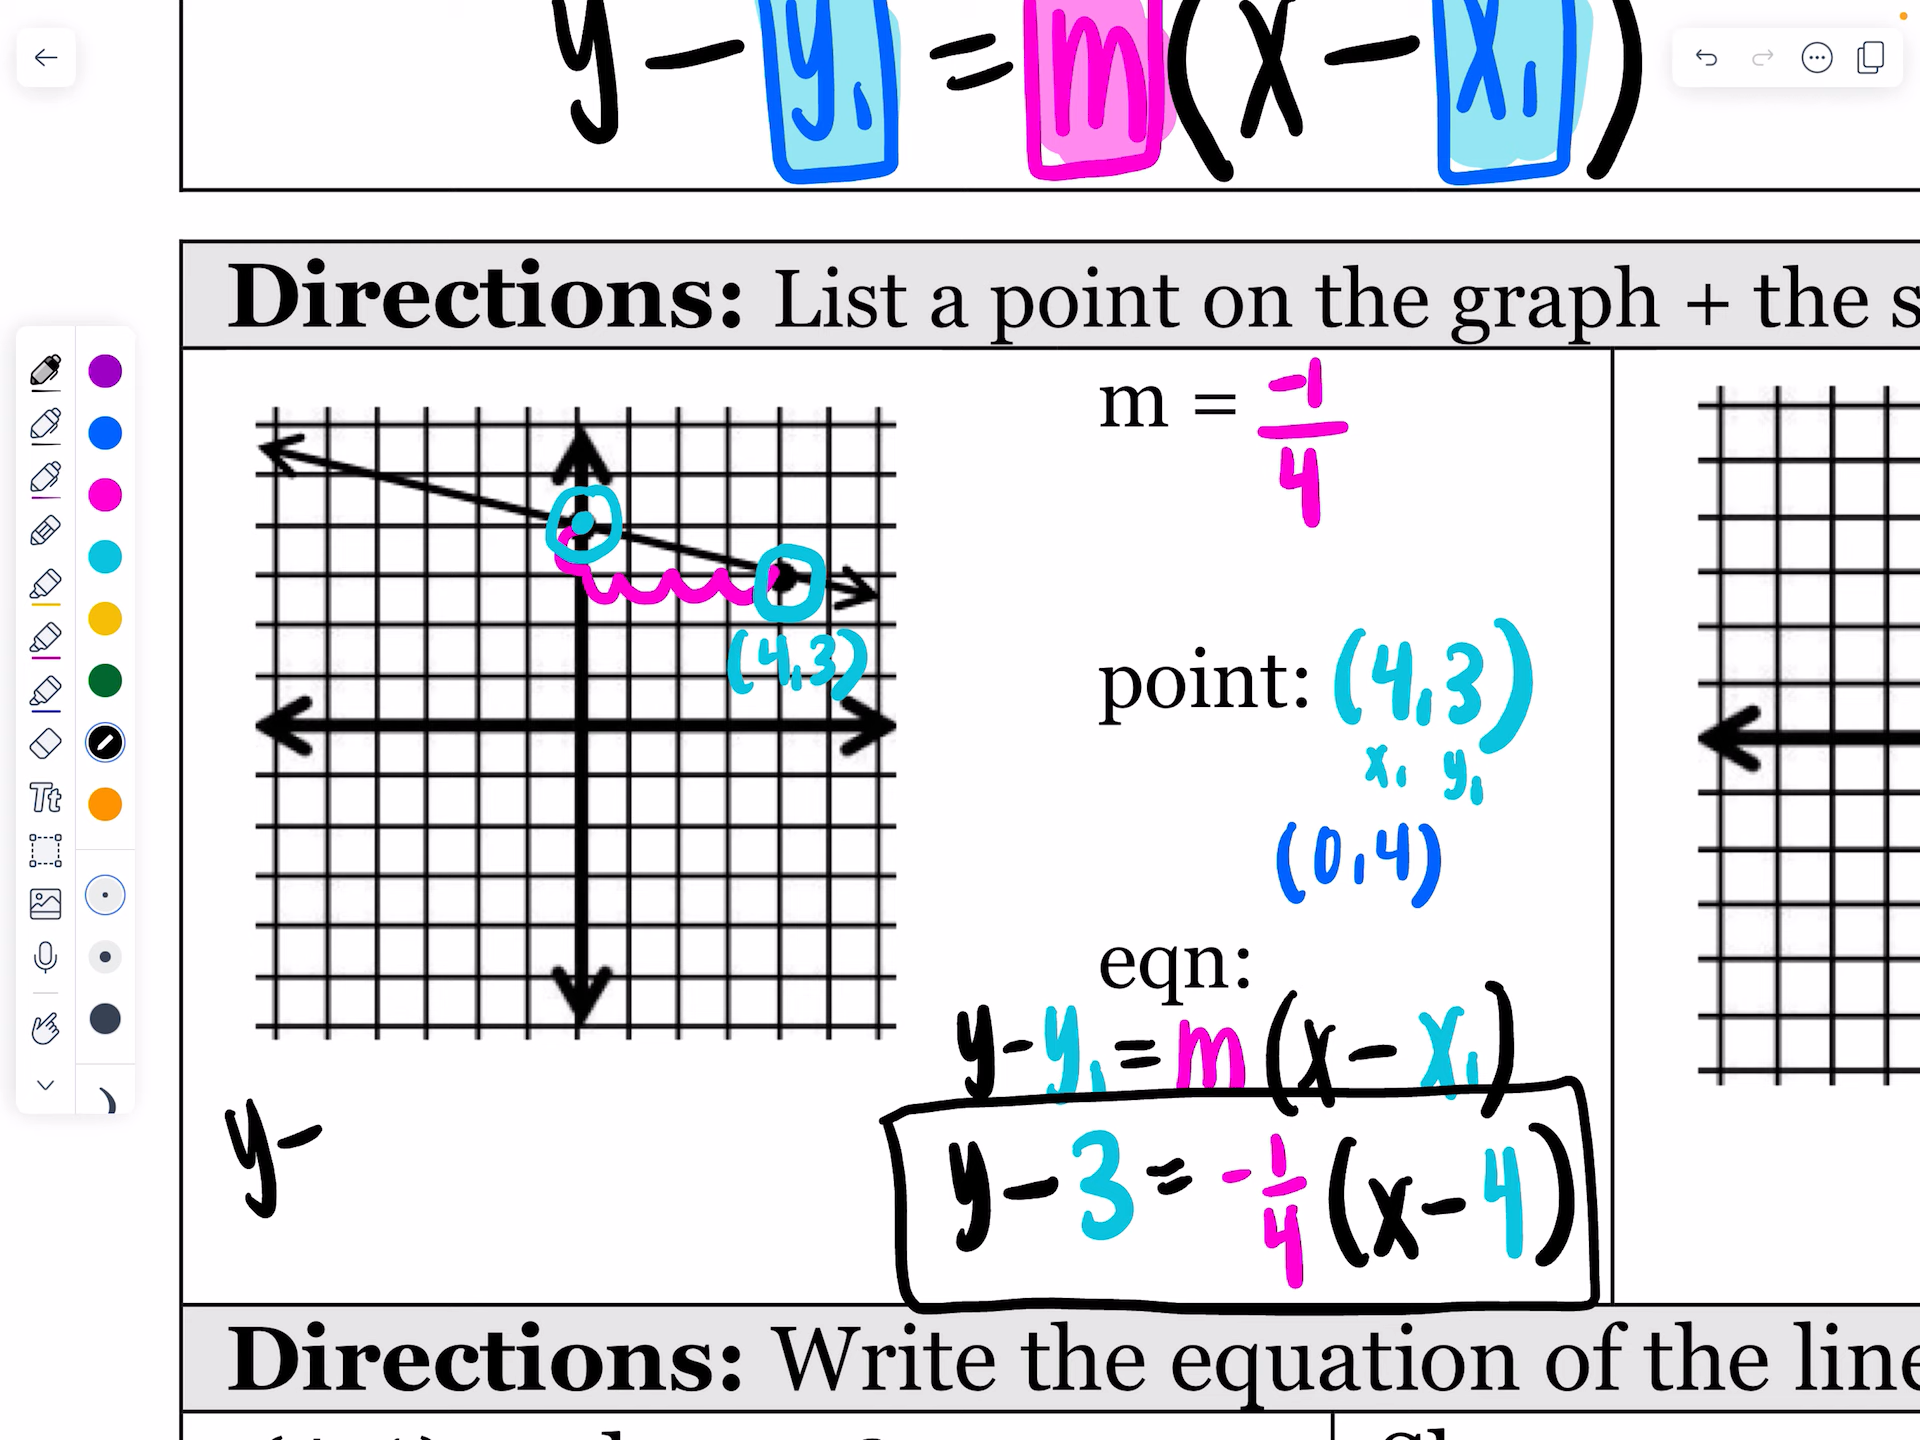 y - y₁ = m(x - x₁)
Directions: List a point on the graph + the s
m = -1/4
(4,3)
point: (4,3)
x₁ y₁
(0,4)
eqn:
y - y₁ = m(x - x₁)
y -
y - 3 = -1/4(x - 4)
Directions: Write the equation of the line
Tt